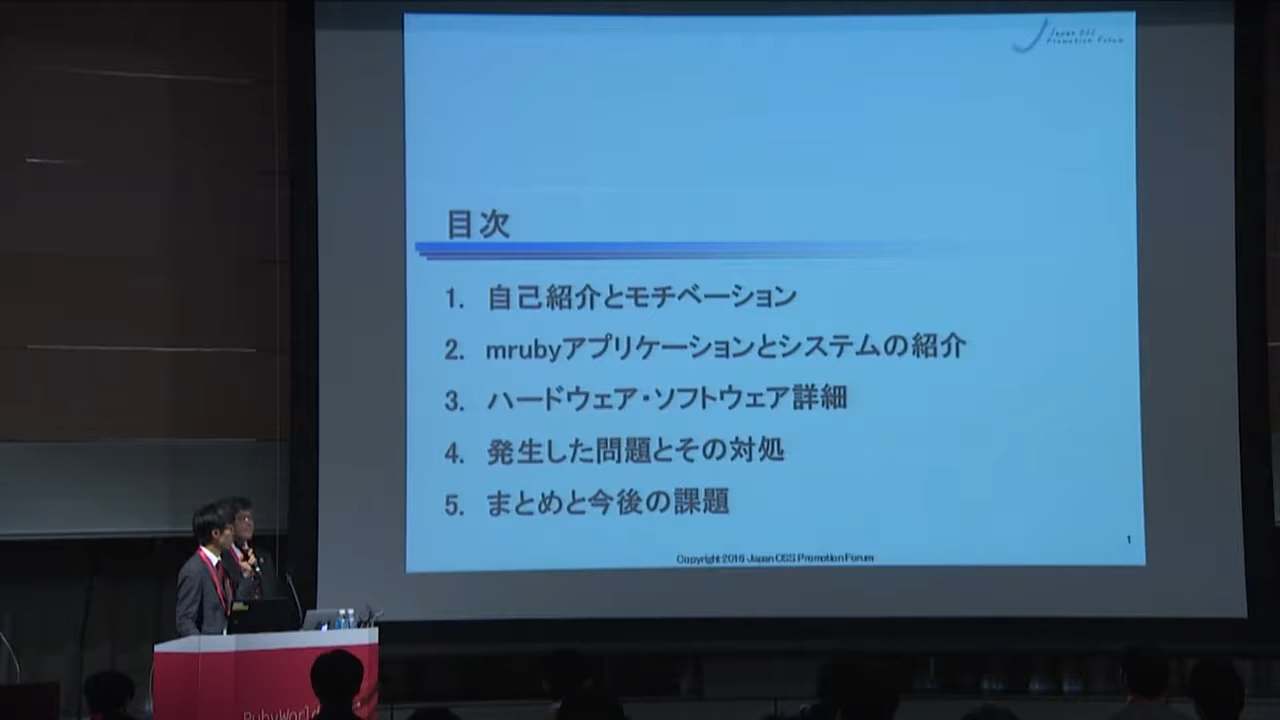 Japan OSS
Promotion Forum
目次
1. 自己紹介とモチベーション
2. mrubyアプリケーションとシステムの紹介
3. ハードウェア・ソフトウェア詳細
4. 発生した問題とその対処
5. まとめと今後の課題
1
Copyright 2016 Japan OSS Promotion Forum
RubyWorld